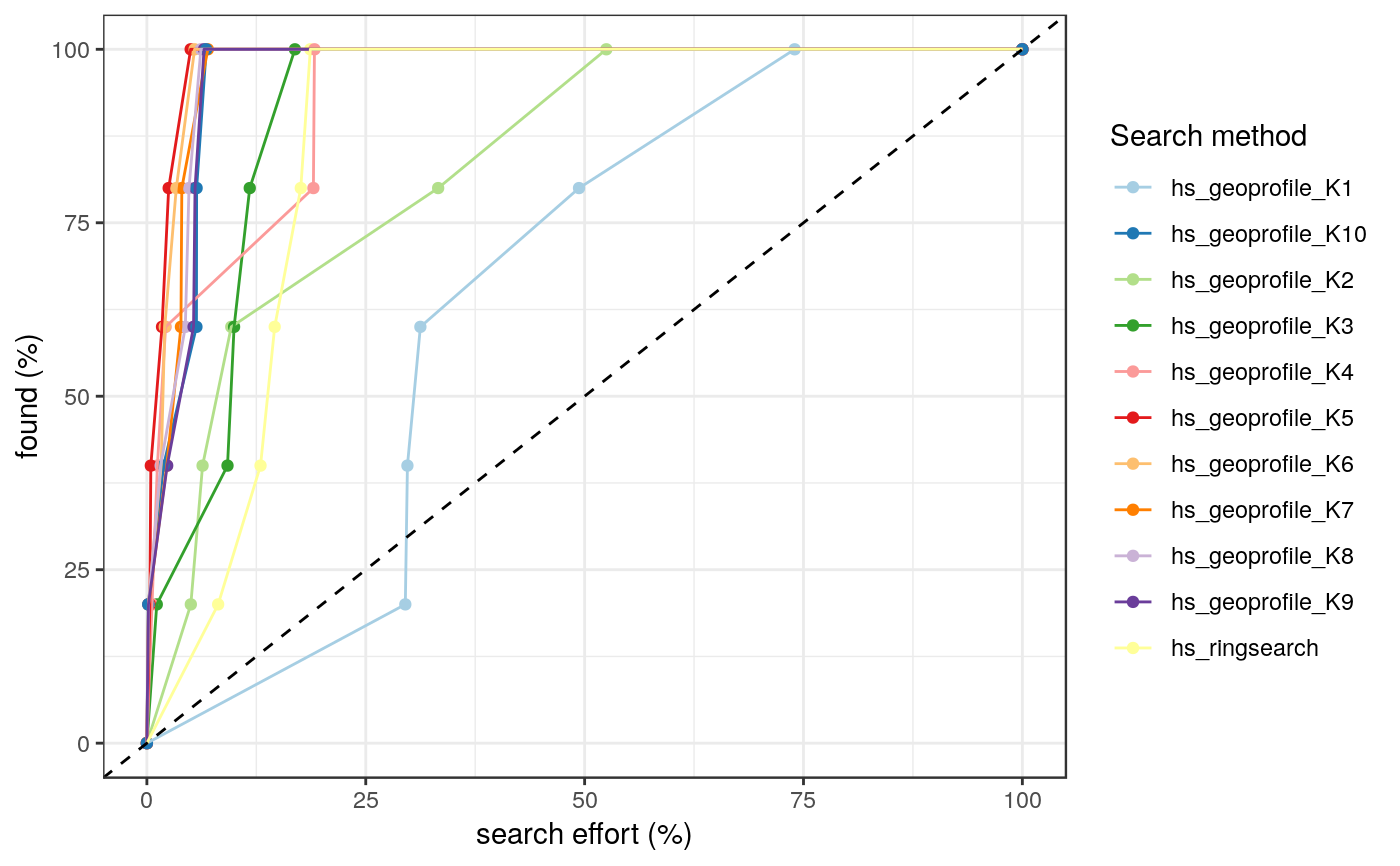 100
75
50
25
0
found (%)
0
25
50
75
100
search effort (%)
Search method
hs_geoprofile_K1
hs_geoprofile_K10
hs_geoprofile_K2
hs_geoprofile_K3
hs_geoprofile_K4
hs_geoprofile_K5
hs_geoprofile_K6
hs_geoprofile_K7
hs_geoprofile_K8
hs_geoprofile_K9
hs_ringsearch